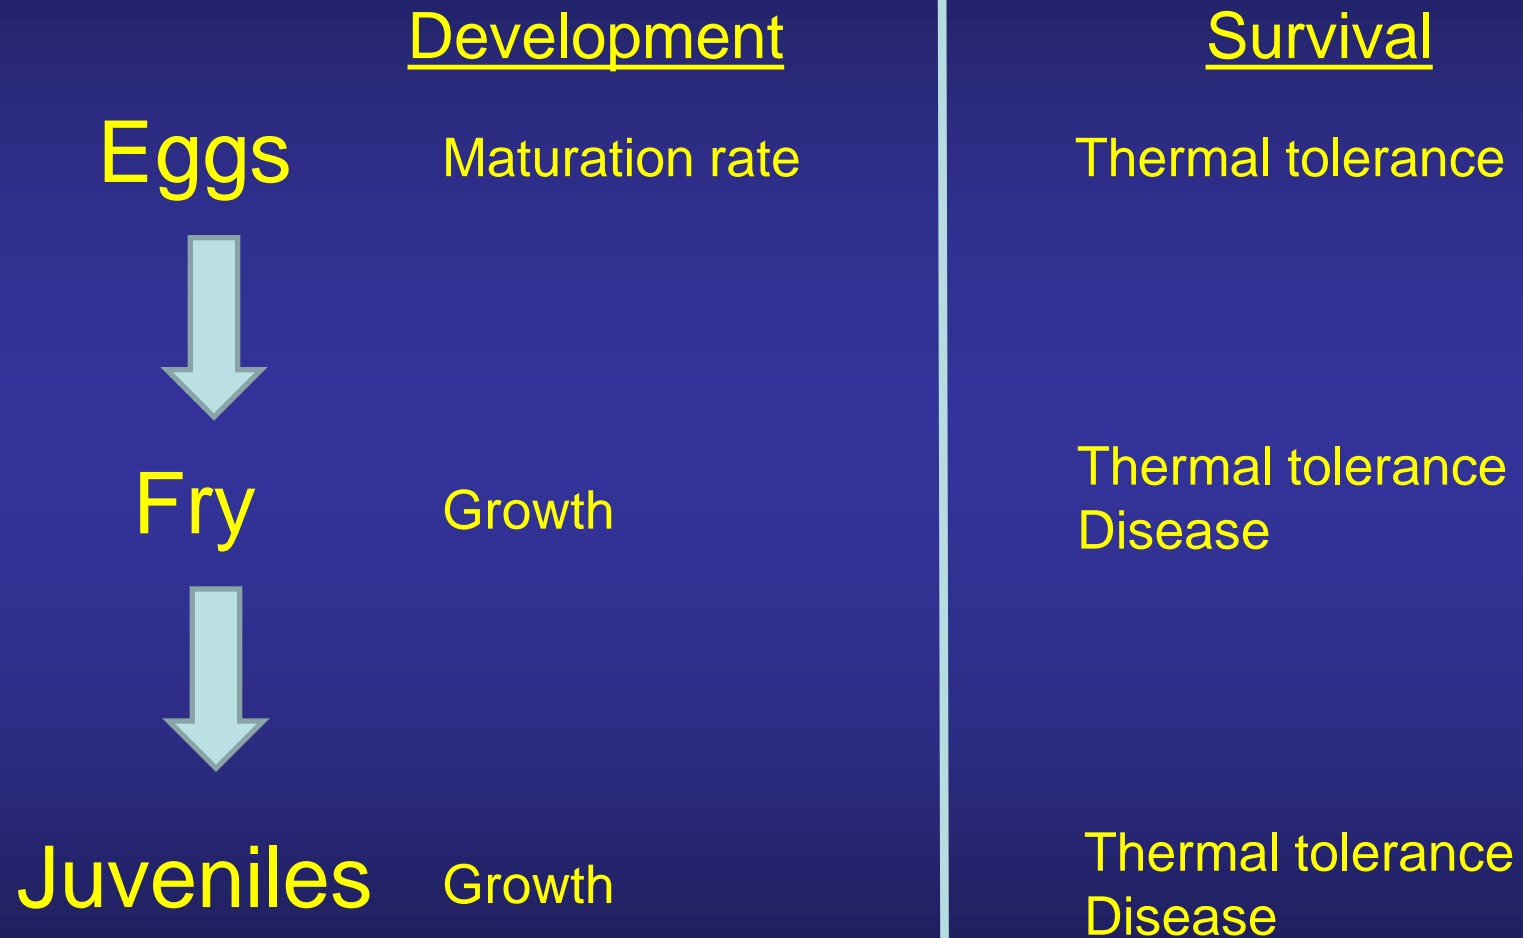 Development Survival
Eggs Maturation rate Thermal tolerance
Fry Growth Thermal tolerance
Disease
Juveniles Growth Thermal tolerance
Disease